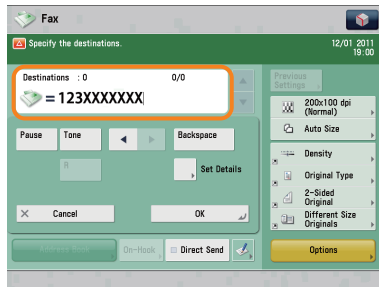 Fax
Specify the destinations.
12/01 2011
19:00
Destinations : 0 0/0
= 123XXXXXXX
Pause
Tone
Backspace
R
Set Details
Cancel
OK
Address Book
On-Hook
Direct Send
Previous
Settings
200x100 dpi
(Normal)
Auto Size
Density
Original Type
2-Sided
Original
Different Size
Originals
Options